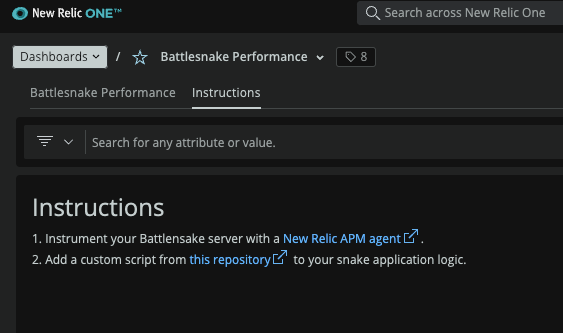 New Relic ONE™
Search across New Relic One
Dashboards / Battlesnake Performance 8
Battlesnake Performance Instructions
Search for any attribute or value.
Instructions
1. Instrument your Battlensake server with a New Relic APM agent .
2. Add a custom script from this repository to your snake application logic.